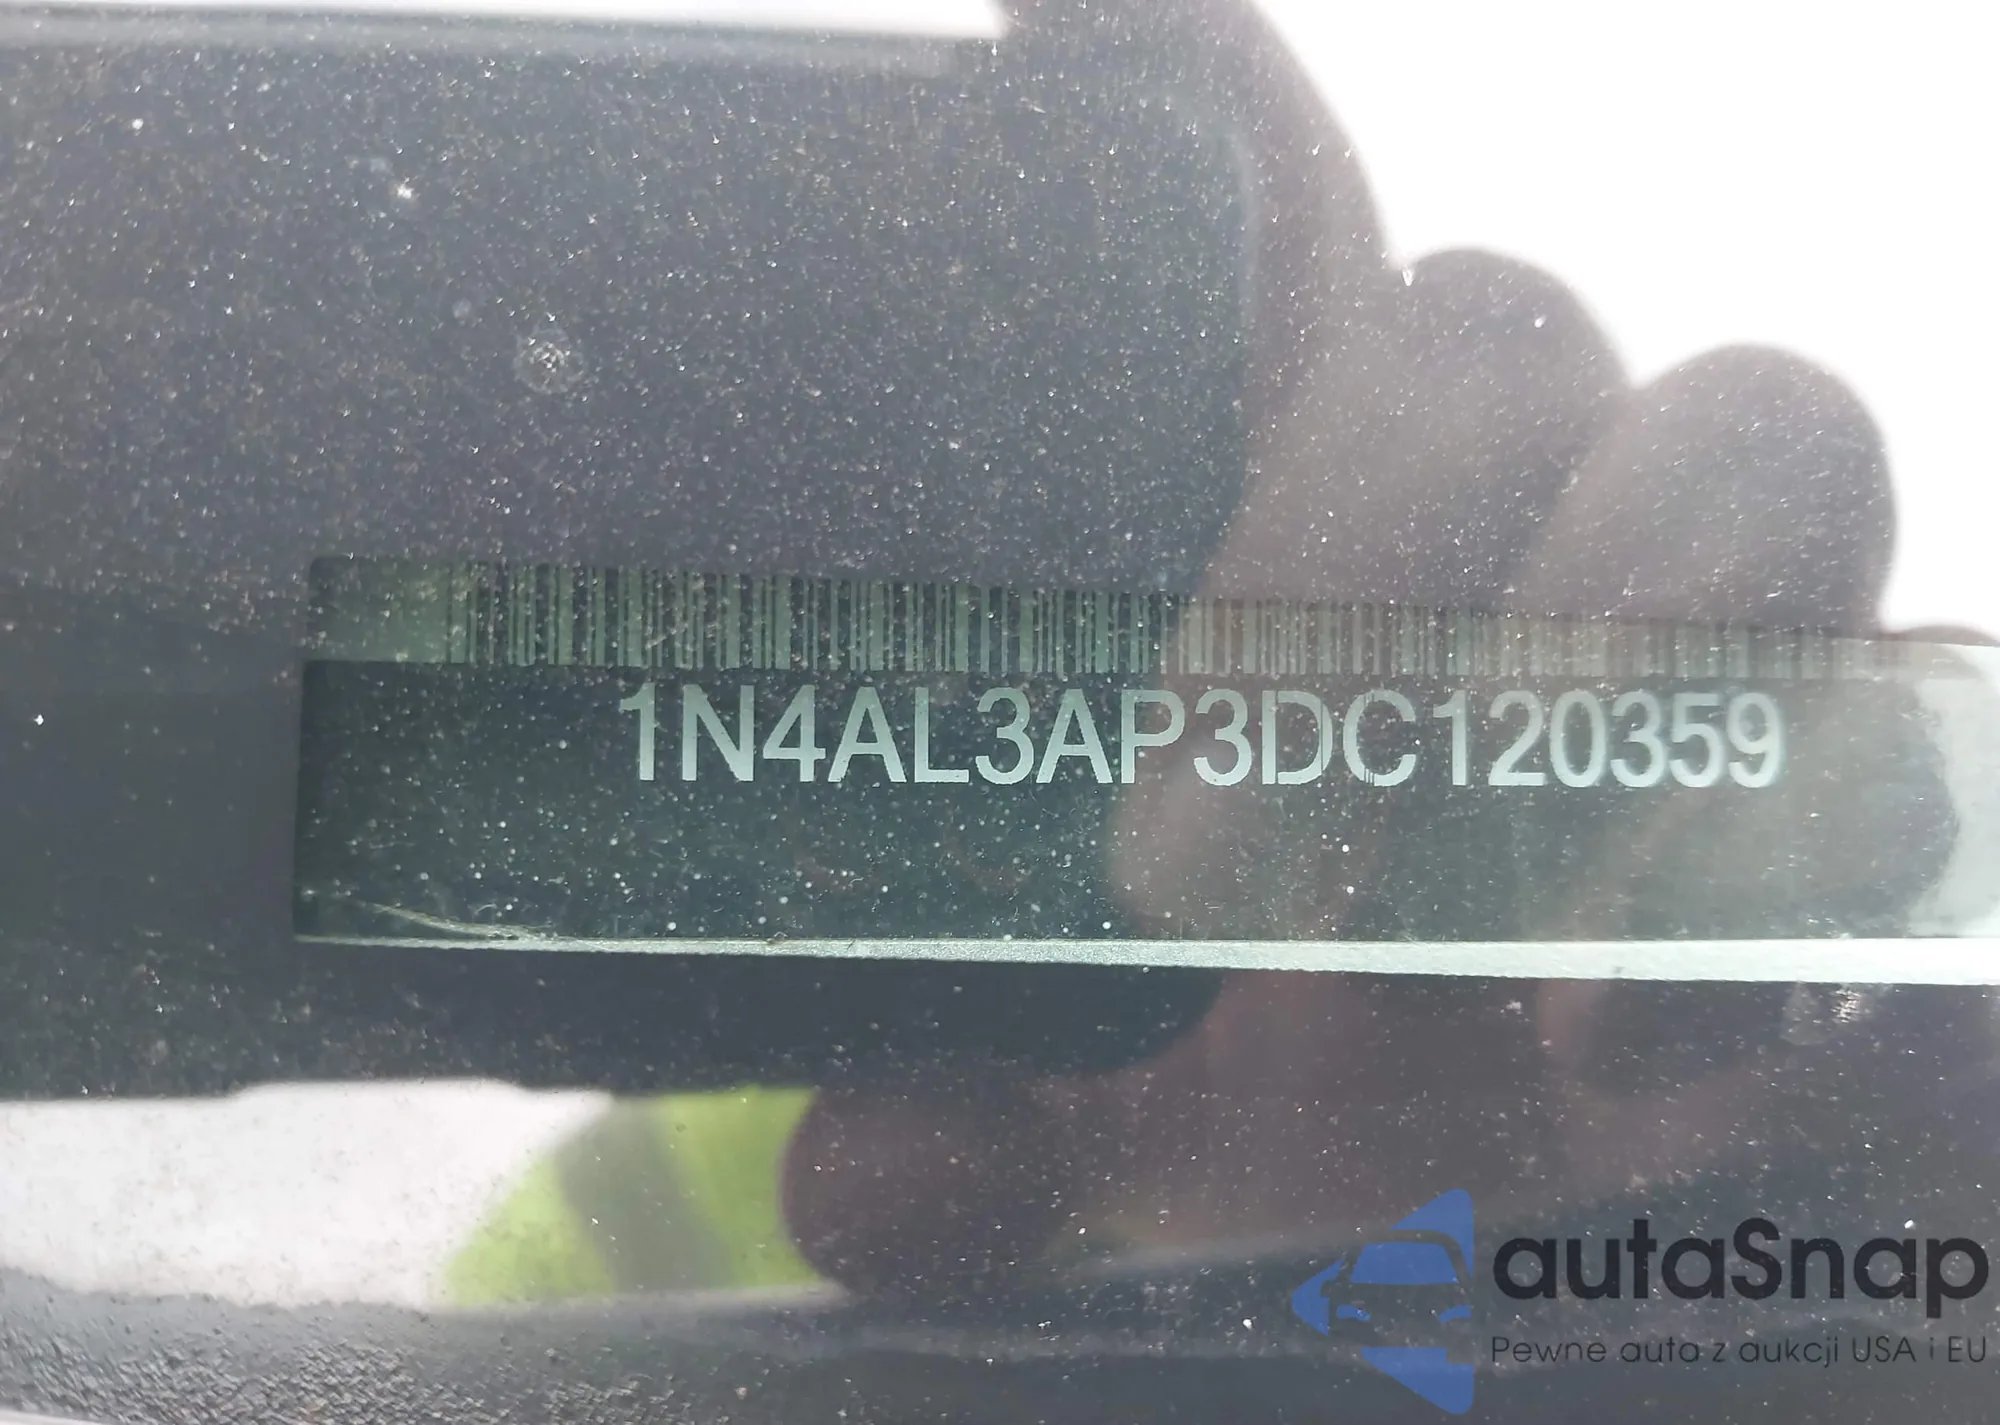 1N4AL3AP3DC120359
autaSnap
Pewne auta z aukcji USA i EU